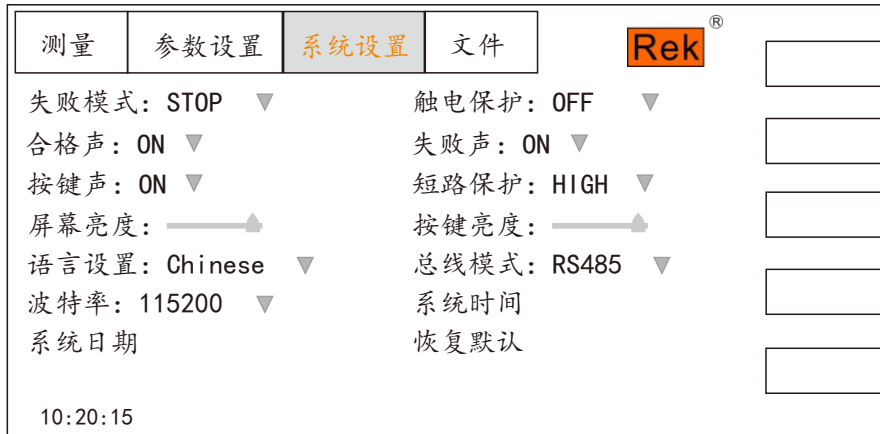 测量 参数设置 系统设置 文件 Rek®
失败模式: STOP 触电保护: OFF
合格声: ON 失败声: ON
按键声: ON 短路保护: HIGH
屏幕亮度: 按键亮度:
语言设置: Chinese 总线模式: RS485
波特率: 115200 系统时间
系统日期 恢复默认
10:20:15